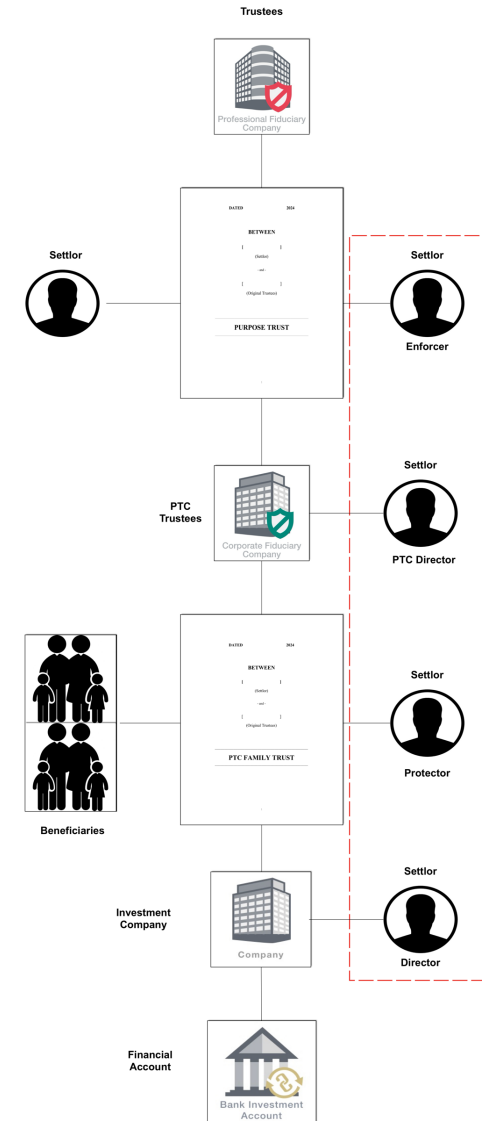 Trustees
Professional Fiduciary
Company
DATED 2024
BETWEEN
[ ]
(Settlor)
-and-
[ ]
(Original Trustees)
PURPOSE TRUST
Settlor
Settlor
Enforcer
PTC
Trustees
Corporate Fiduciary
Company
Settlor
PTC Director
DATED 2024
BETWEEN
[ ]
(Settlor)
-and-
[ ]
(Original Trustees)
PTC FAMILY TRUST
Beneficiaries
Settlor
Protector
Investment
Company
Company
Settlor
Director
Financial
Account
Bank Investment
Account